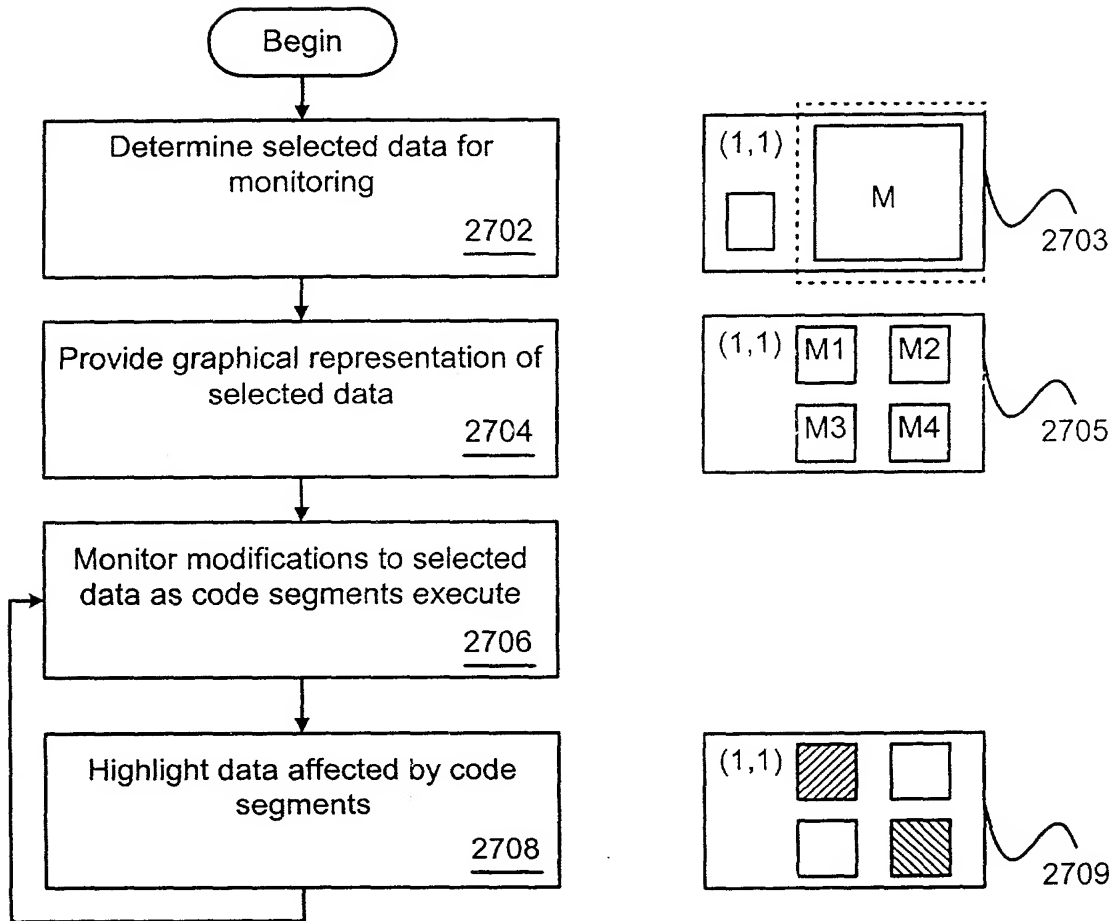 Begin
Determine selected data for
monitoring
2702
(1,1)
M
2703
Provide graphical representation of
selected data
2704
(1,1) M1 M2
M3 M4
2705
Monitor modifications to selected
data as code segments execute
2706
Highlight data affected by code
segments
2708
(1,1)
2709